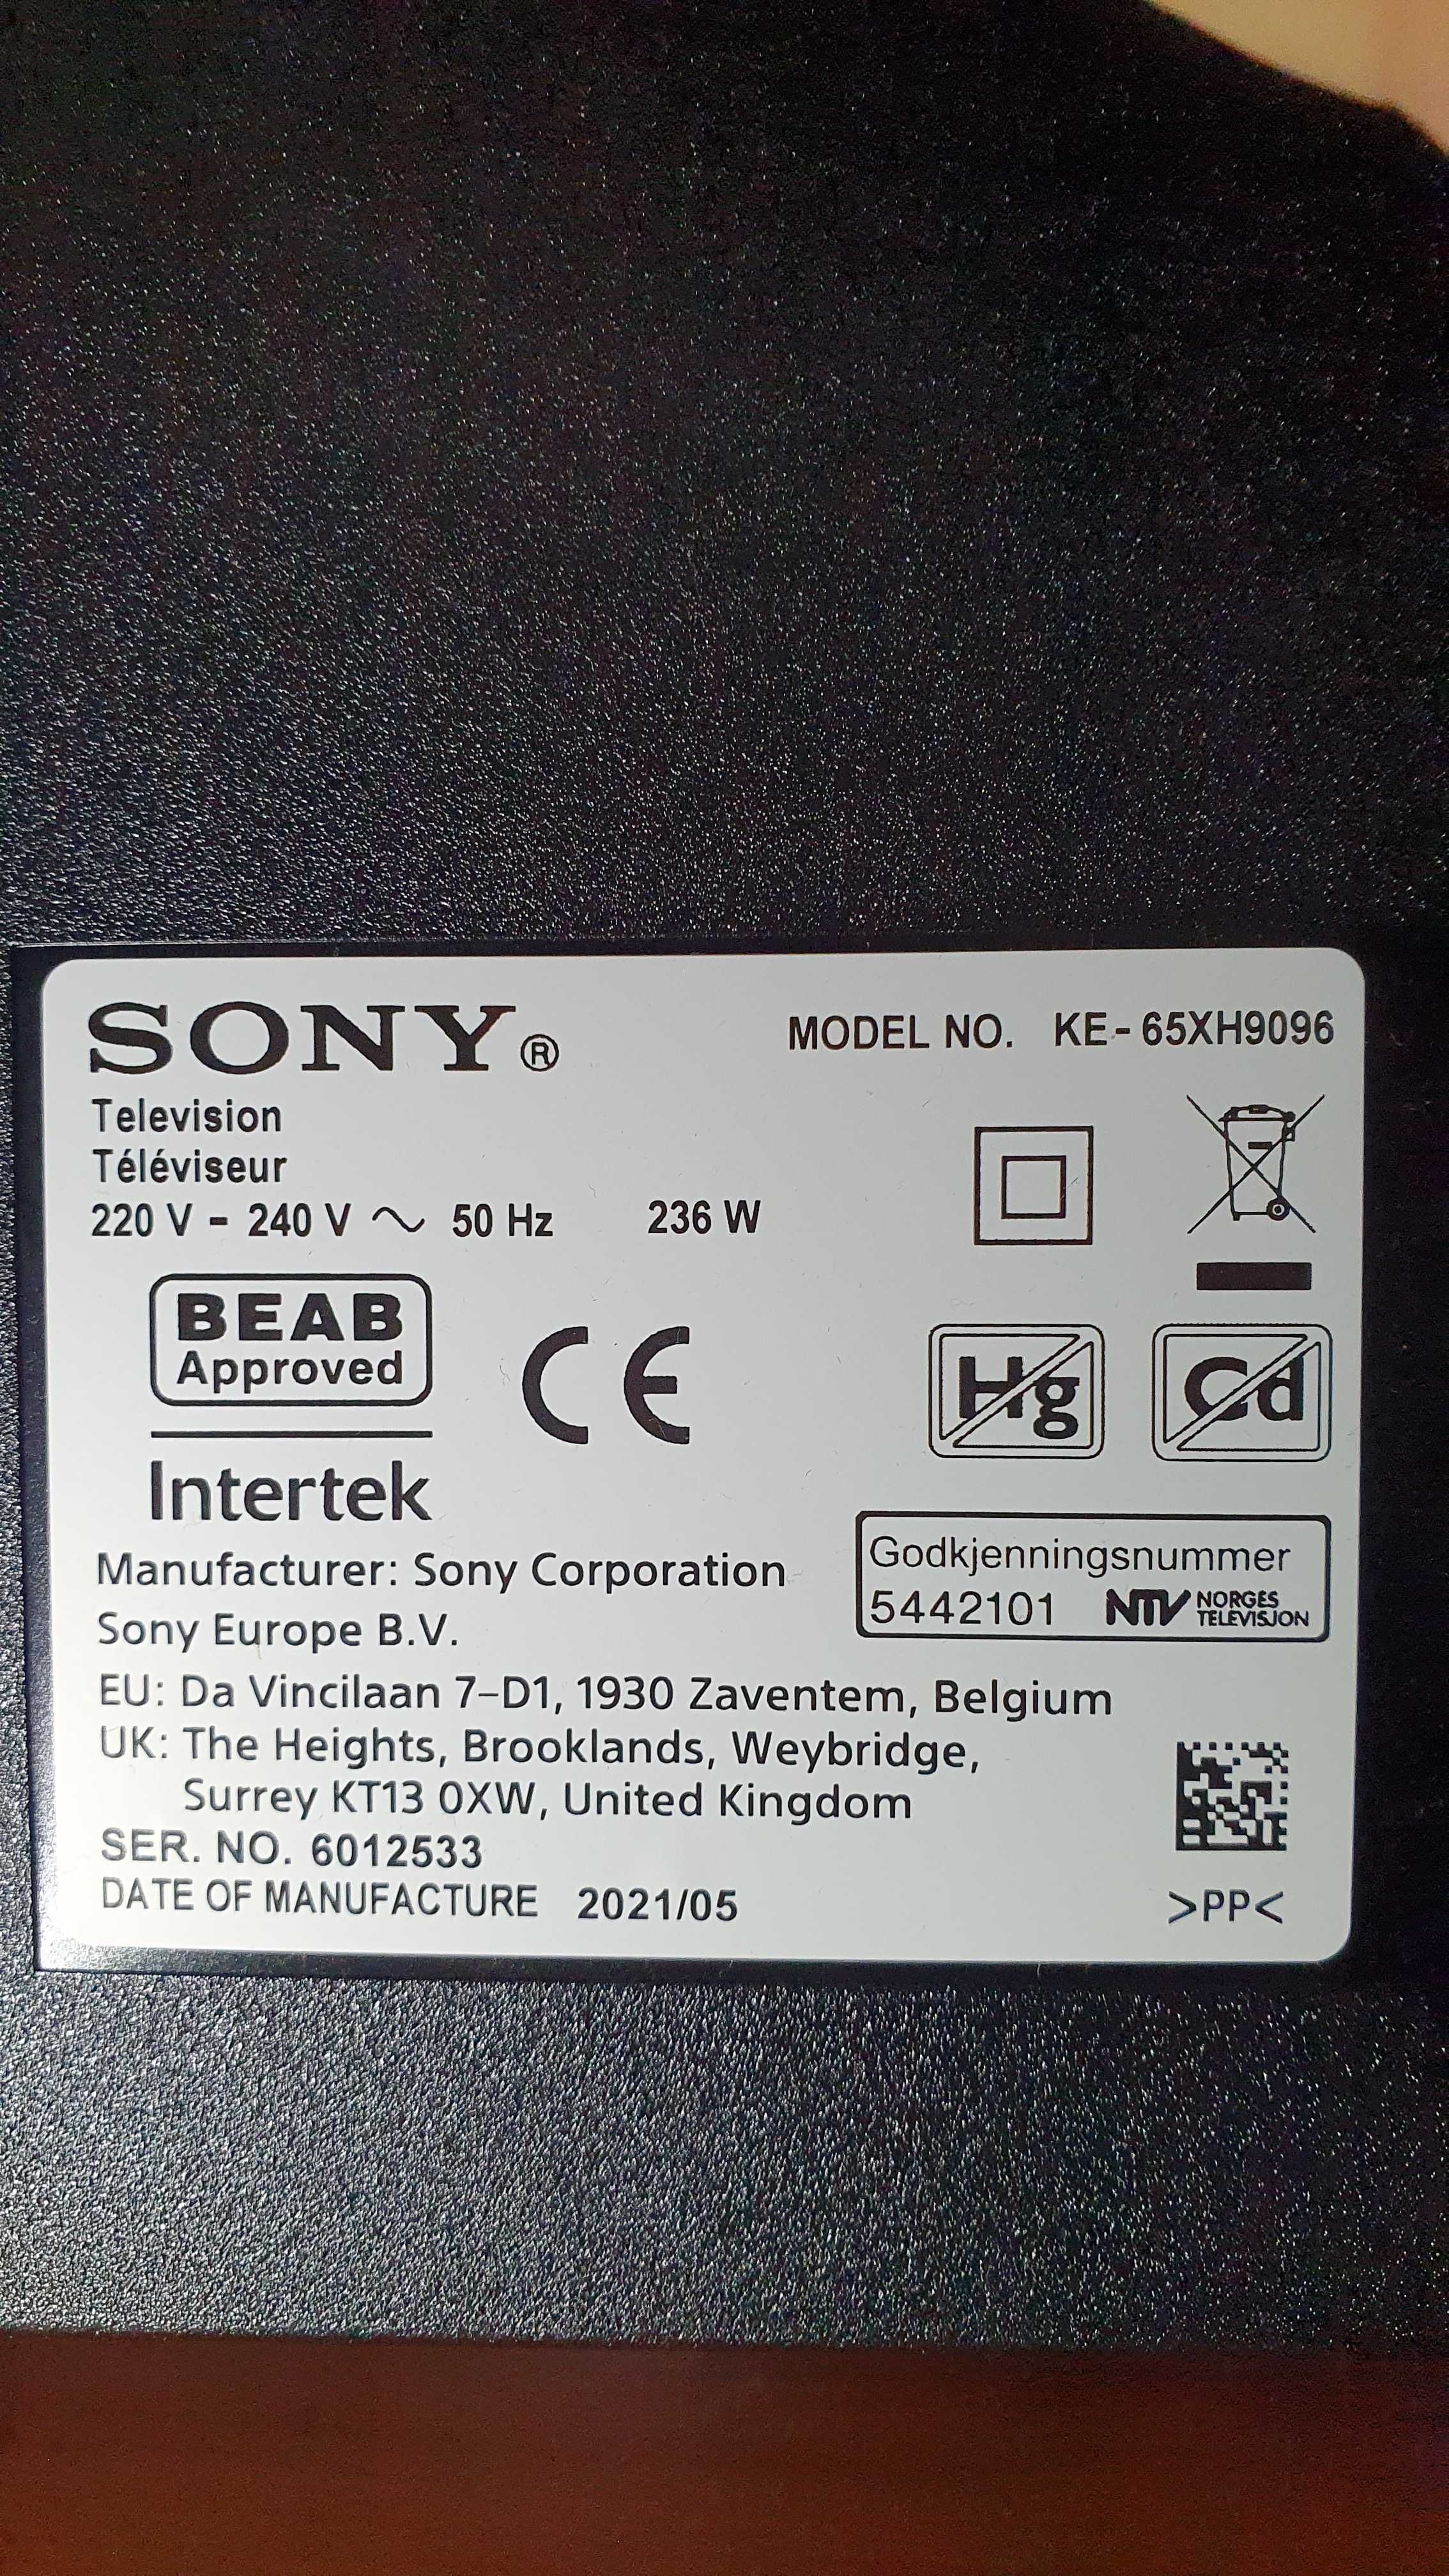 SONY®
MODEL NO. KE-65XH9096
Television
Téléviseur
220 V - 240 V ~ 50 Hz 236 W
BEAB
Approved
Intertek
CE
Hg
Cd
Godkjenningsnummer
5442101 NTV NORGES
TELEVISJON
Manufacturer: Sony Corporation
Sony Europe B.V.
EU: Da Vincilaan 7-D1, 1930 Zaventem, Belgium
UK: The Heights, Brooklands, Weybridge,
Surrey KT13 0XW, United Kingdom
SER. NO. 6012533
DATE OF MANUFACTURE 2021/05
>PP<